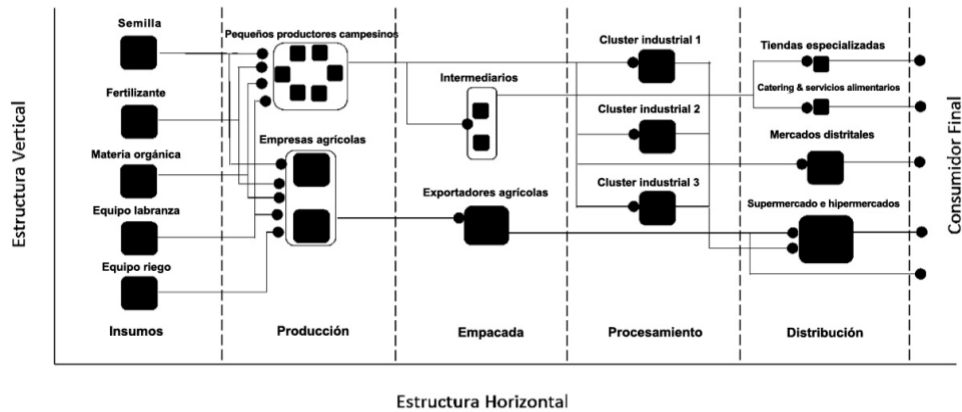 Estructura Vertical
Semilla
Fertilizante
Materia orgánica
Equipo labranza
Equipo riego
Insumos
Pequeños productores campesinos
Empresas agrícolas
Producción
Intermediarios
Exportadores agrícolas
Empacada
Cluster industrial 1
Cluster industrial 2
Cluster industrial 3
Procesamiento
Tiendas especializadas
Catering & servicios alimentarios
Mercados distritales
Supermercado e hipermercados
Distribución
Consumidor Final
Estructura Horizontal